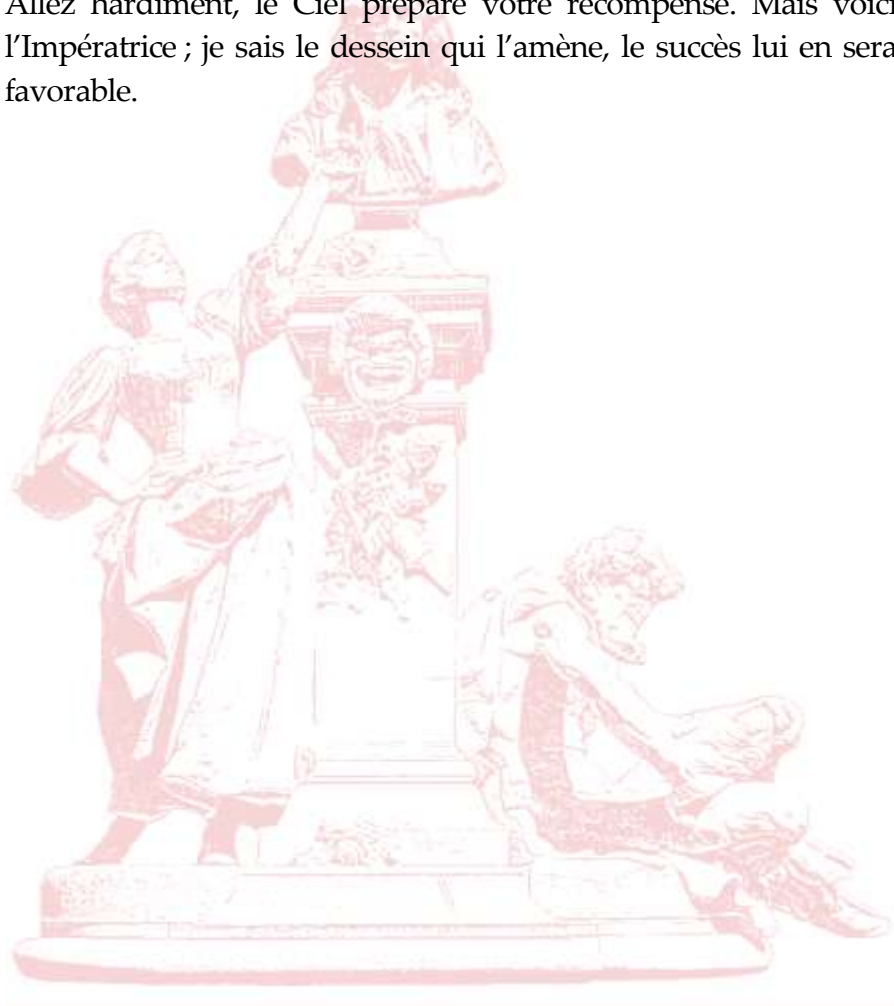 Allez hardiment, le Ciel prépare votre récompense. Mais voici
l’Impératrice ; je sais le dessein qui l’amène, le succès lui en sera
favorable.